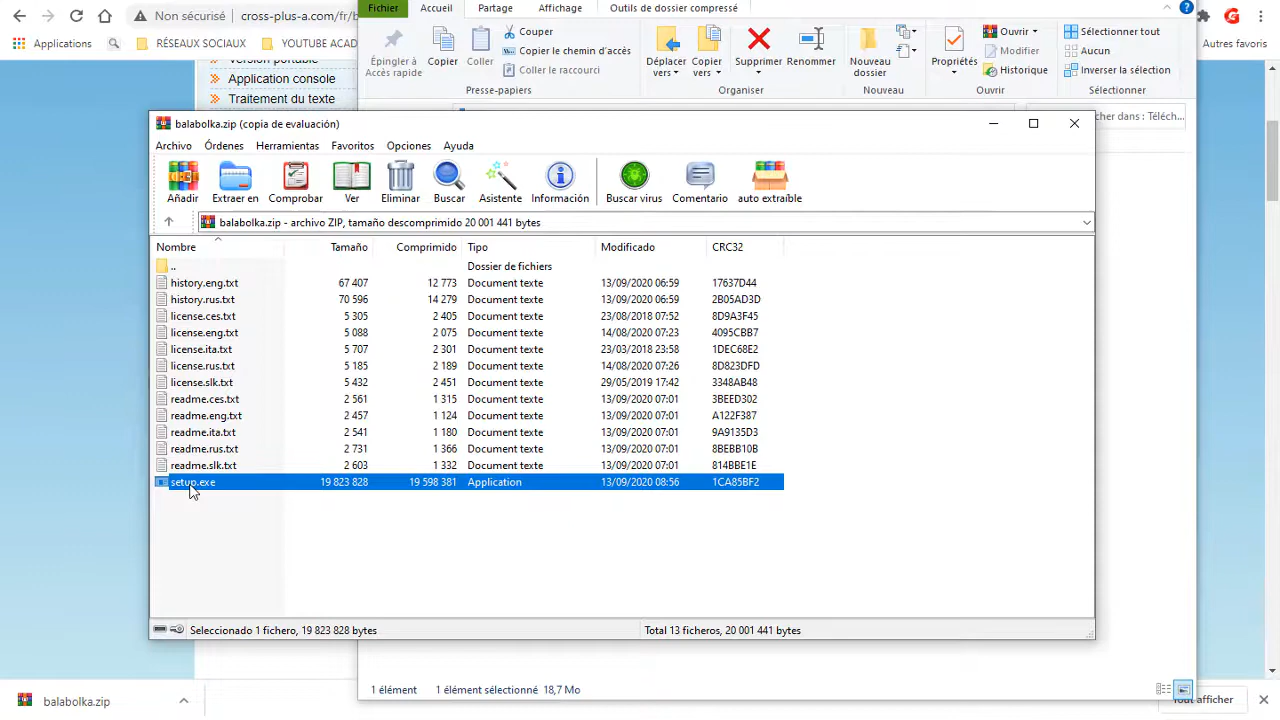 Non sécurisé cross-plus-a.com/fr/b
Applications RÉSEAUX SOCIAUX YOUTUBE ACAD Autres favoris
Version portable
Application console
Traitement du texte
Fichier Accueil Partage Affichage Outils de dossier compressé
Épingler à Accès rapide
Copier
Coller
Couper
Copier le chemin d'accès
Coller le raccourci
Presse-papiers
Déplacer vers
Copier vers
Supprimer
Renommer
Organiser
Nouveau dossier
Nouveau
Propriétés
Ouvrir
Modifier
Historique
Ouvrir
Sélectionner tout
Aucun
Inverser la sélection
Sélectionner
cher dans : Téléch...
balabolka.zip (copia de evaluación)
Archivo Órdenes Herramientas Favoritos Opciones Ayuda
Añadir Extraer en Comprobar Ver Eliminar Buscar Asistente Información Buscar virus Comentario auto extraíble
balabolka.zip - archivo ZIP, tamaño descomprimido 20 001 441 bytes
Nombre Tamaño Comprimido Tipo Modificado CRC32
.. Dossier de fichiers
history.eng.txt 67 407 12 773 Document texte 13/09/2020 06:59 17637D44
history.rus.txt 70 596 14 279 Document texte 13/09/2020 06:59 2B05AD3D
license.ces.txt 5 305 2 405 Document texte 23/08/2018 07:52 8D9A3F45
license.eng.txt 5 088 2 075 Document texte 14/08/2020 07:23 4095CBB7
license.ita.txt 5 707 2 301 Document texte 23/03/2018 23:58 1DEC68E2
license.rus.txt 5 185 2 189 Document texte 14/08/2020 07:26 8D823DFD
license.slk.txt 5 432 2 451 Document texte 29/05/2019 17:42 3348AB48
readme.ces.txt 2 561 1 315 Document texte 13/09/2020 07:01 3BEED302
readme.eng.txt 2 457 1 124 Document texte 13/09/2020 07:01 A122F387
readme.ita.txt 2 541 1 180 Document texte 13/09/2020 07:01 9A9135D3
readme.rus.txt 2 731 1 366 Document texte 13/09/2020 07:01 8BEBB10B
readme.slk.txt 2 603 1 332 Document texte 13/09/2020 07:01 814BBE1E
setup.exe 19 823 828 19 598 381 Application 13/09/2020 08:56 1CA85BF2
Seleccionado 1 fichero, 19 823 828 bytes Total 13 ficheros, 20 001 441 bytes
1 élément 1 élément sélectionné 18,7 Mo
balabolka.zip Tout afficher